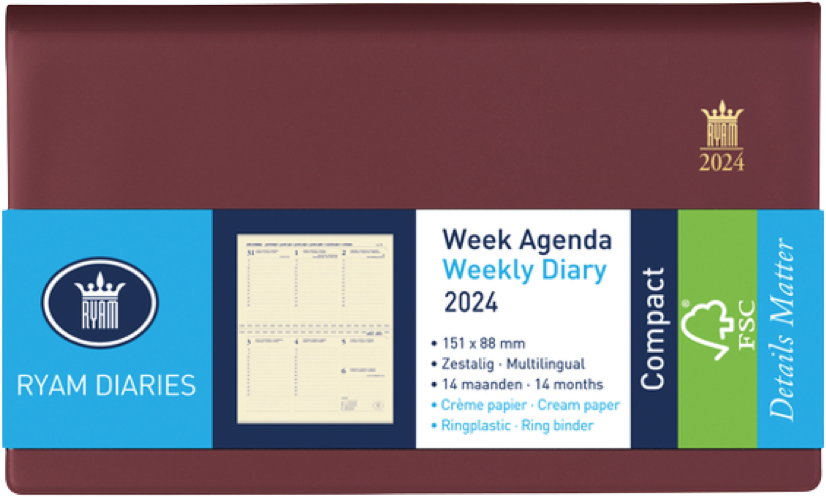 RYAM
2024
RYAM
RYAM DIARIES
31
1
2
3
4
5
6
Week Agenda
Weekly Diary
2024
• 151 x 88 mm
• Zestalig · Multilingual
• 14 maanden · 14 months
• Crème papier · Cream paper
• Ringplastic · Ring binder
Compact
®
FSC
Details Matter